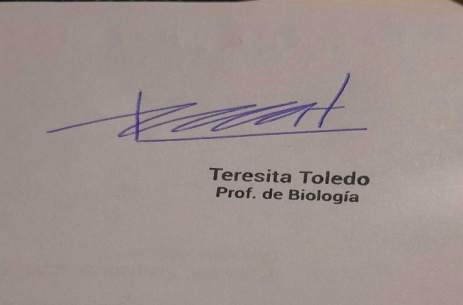 Teresita Toledo
Prof. de Biología